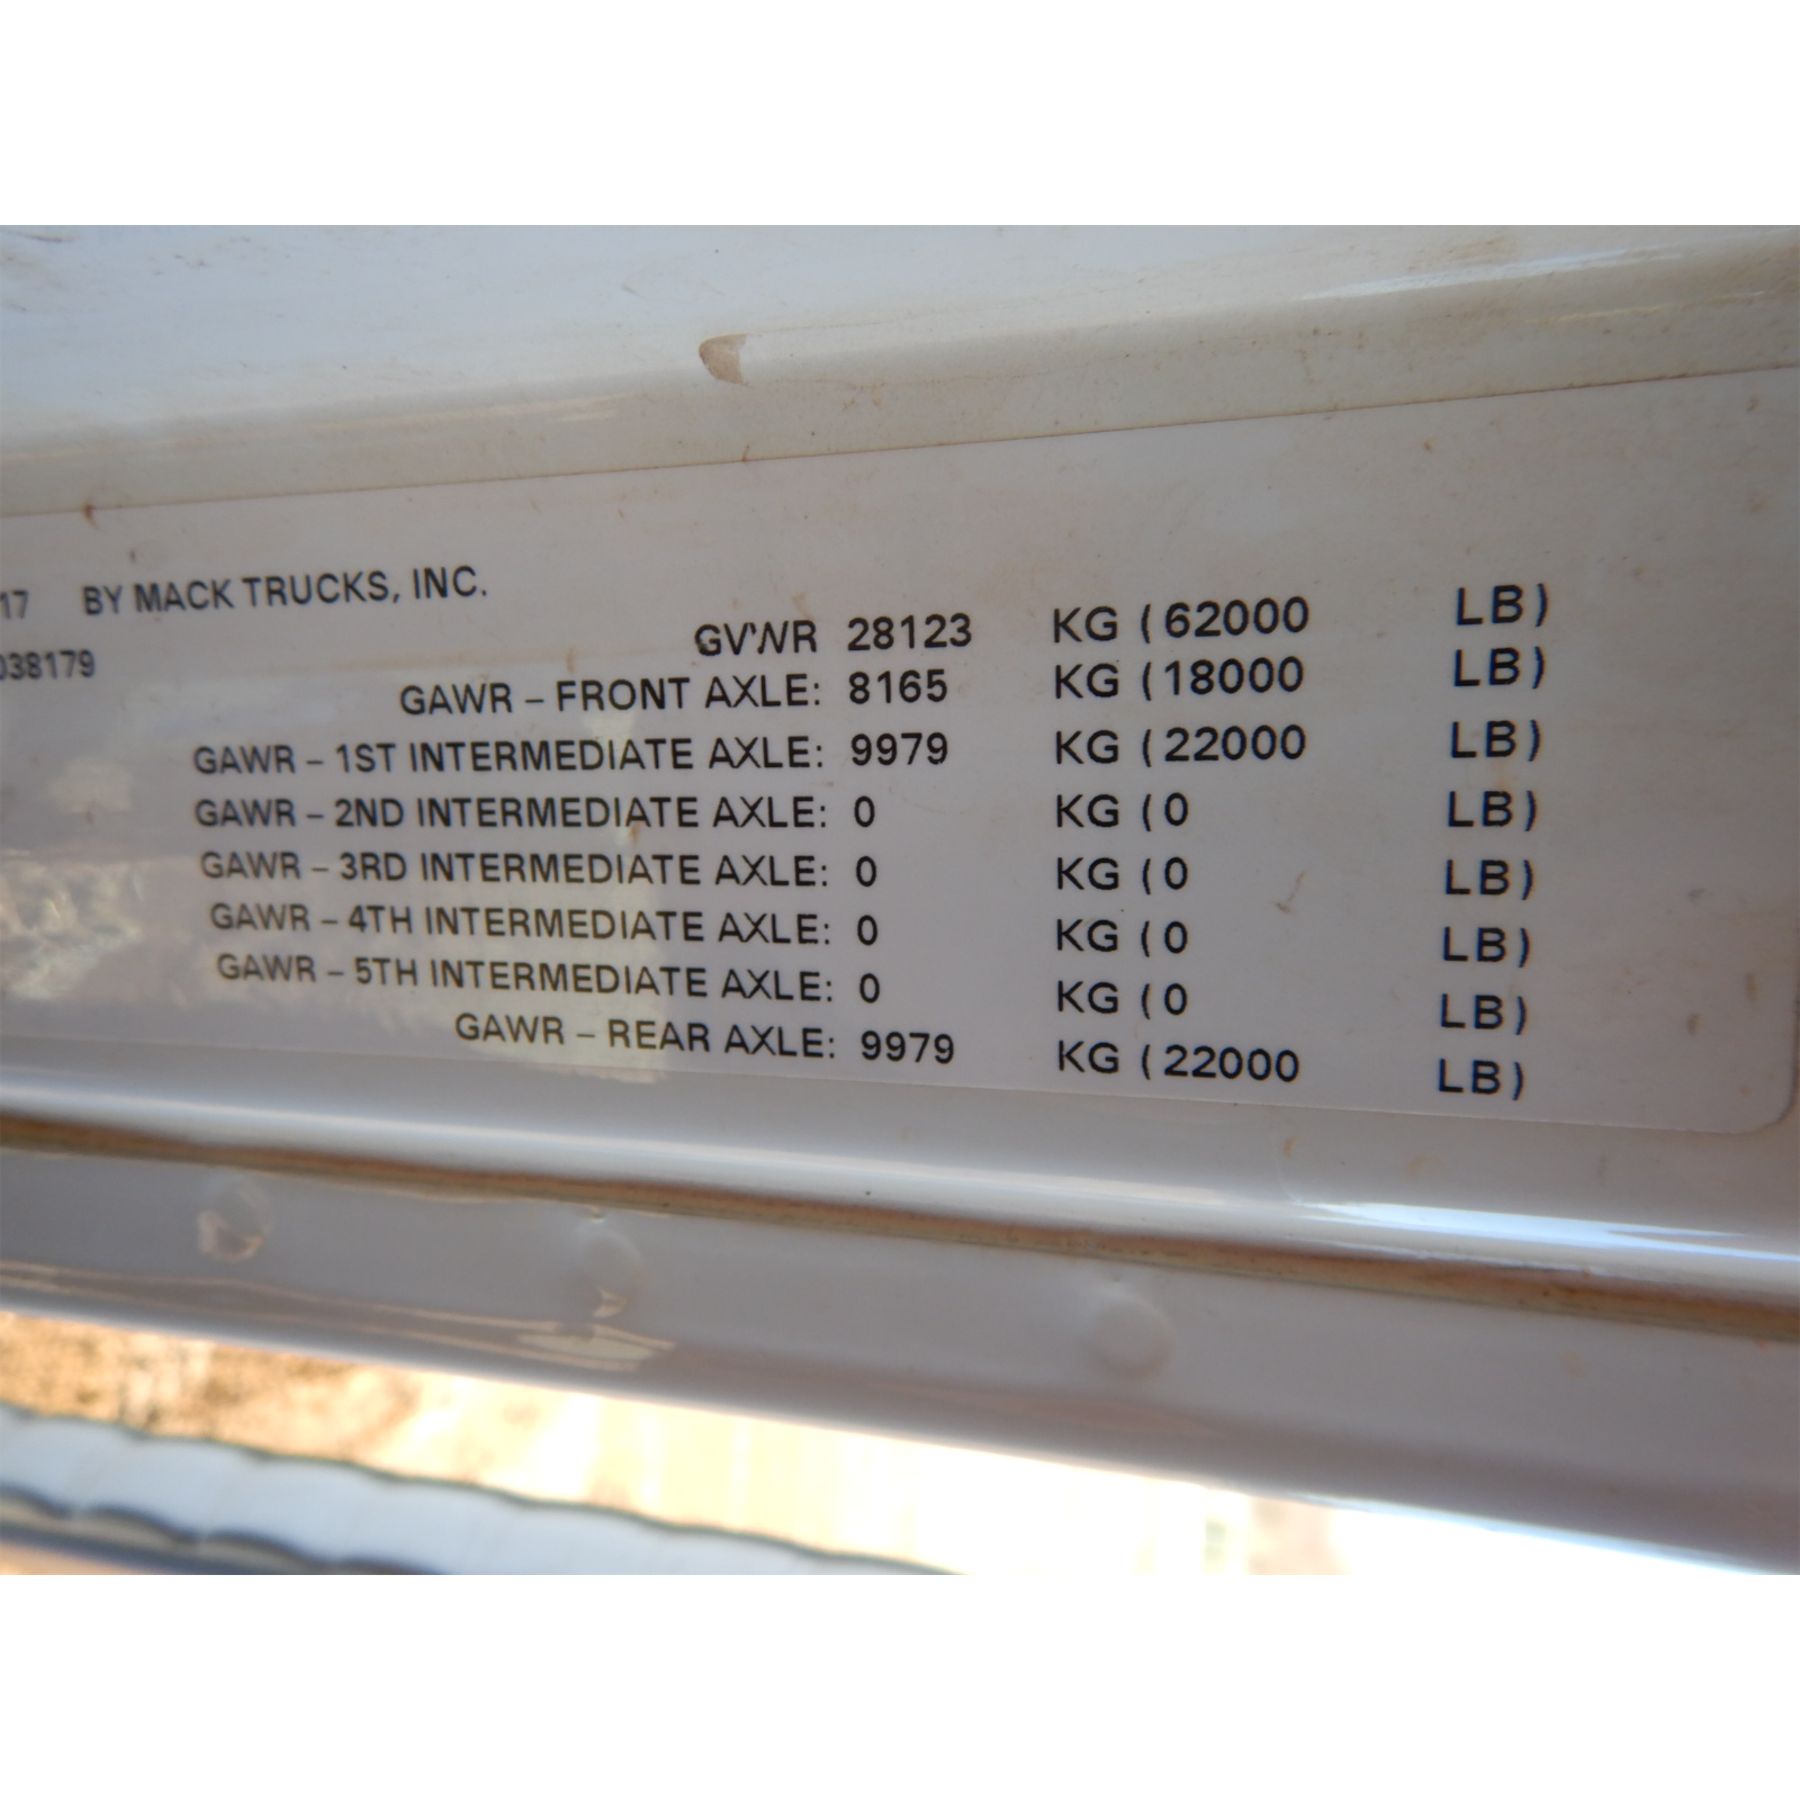 17 BY MACK TRUCKS, INC.
038179
GVWR 28123 KG (62000 LB)
GAWR – FRONT AXLE: 8165 KG (18000 LB)
GAWR – 1ST INTERMEDIATE AXLE: 9979 KG (22000 LB)
GAWR – 2ND INTERMEDIATE AXLE: 0 KG (0 LB)
GAWR – 3RD INTERMEDIATE AXLE: 0 KG (0 LB)
GAWR – 4TH INTERMEDIATE AXLE: 0 KG (0 LB)
GAWR – 5TH INTERMEDIATE AXLE: 0 KG (0 LB)
GAWR – REAR AXLE: 9979 KG (22000 LB)